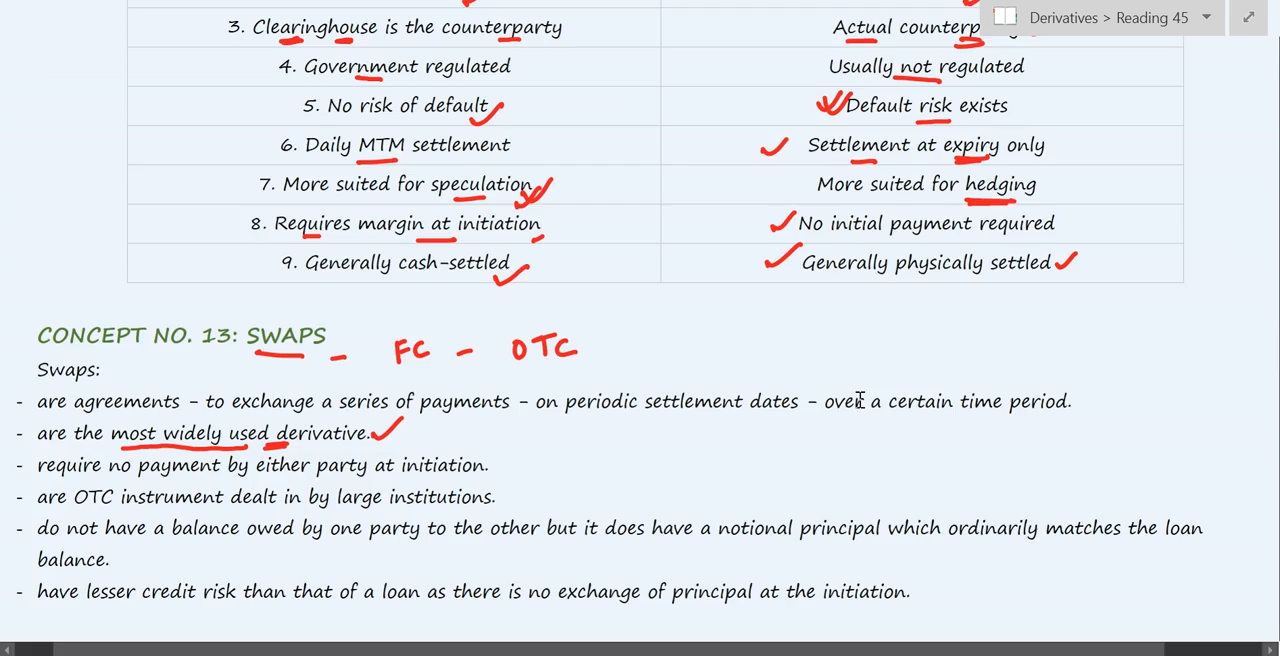 3. Clearinghouse is the counterparty
Actual counterp
Derivatives > Reading 45
4. Government regulated
Usually not regulated
5. No risk of default
Default risk exists
6. Daily MTM settlement
Settlement at expiry only
7. More suited for speculation
More suited for hedging
8. Requires margin at initiation
No initial payment required
9. Generally cash-settled
Generally physically settled
CONCEPT NO. 13: SWAPS - FC - OTC
Swaps:
- are agreements - to exchange a series of payments - on periodic settlement dates - over a certain time period.
- are the most widely used derivative.
- require no payment by either party at initiation.
- are OTC instrument dealt in by large institutions.
- do not have a balance owed by one party to the other but it does have a notional principal which ordinarily matches the loan
balance.
- have lesser credit risk than that of a loan as there is no exchange of principal at the initiation.